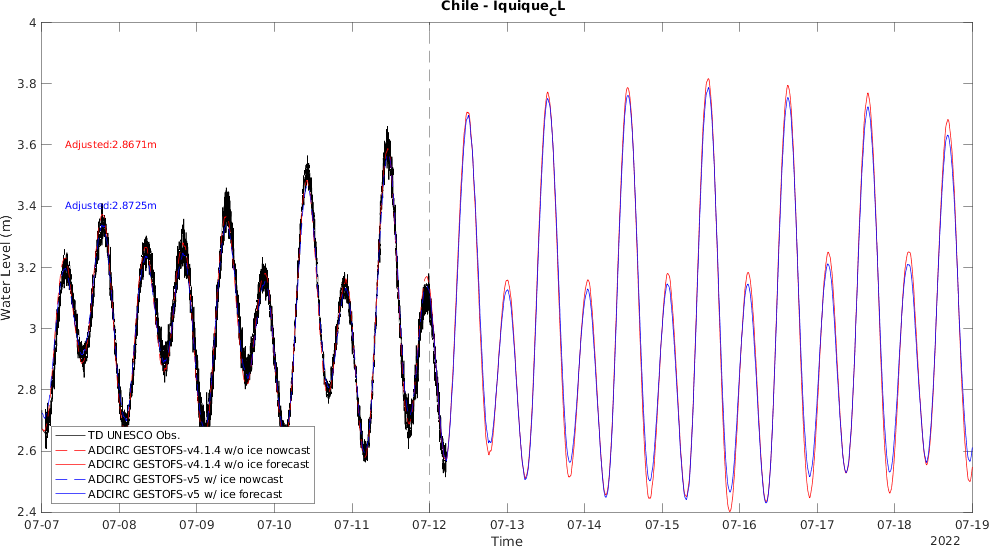 Chile - Iquique_CL
4
3.8
3.6
3.4
3.2
3
2.8
2.6
2.4
Water Level (m)
Adjusted:2.8671m
Adjusted:2.8725m
TD UNESCO Obs.
ADCIRC GESTOFS-v4.1.4 w/o ice nowcast
ADCIRC GESTOFS-v4.1.4 w/o ice forecast
ADCIRC GESTOFS-v5 w/ ice nowcast
ADCIRC GESTOFS-v5 w/ ice forecast
07-07 07-08 07-09 07-10 07-11 07-12 07-13 07-14 07-15 07-16 07-17 07-18 07-19
Time
2022